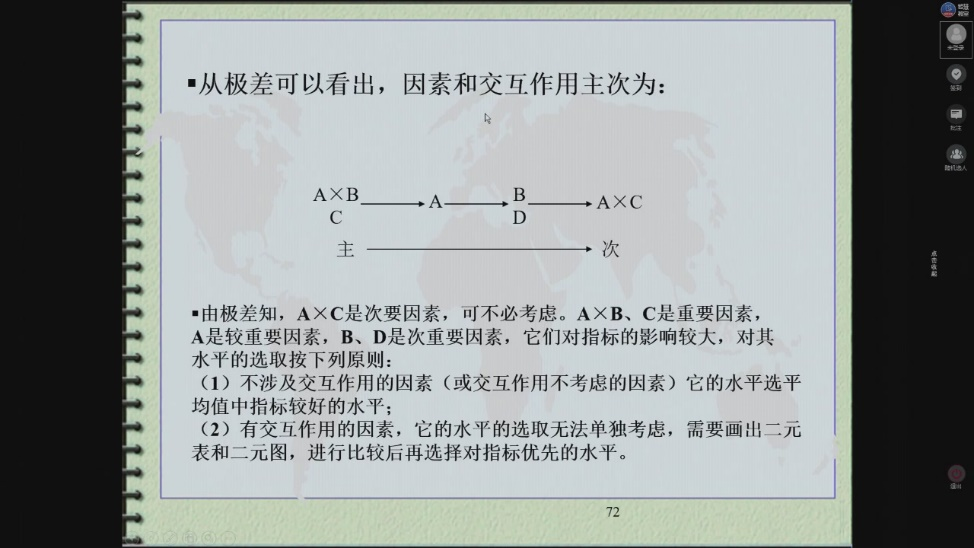 ▪从极差可以看出，因素和交互作用主次为：
A×B → A → B → A×C
C D
主 → 次
▪由极差知，A×C是次要因素，可不必考虑。A×B、C是重要因素，
A是较重要因素，B、D是次重要因素，它们对指标的影响较大，对其
水平的选取按下列原则：
（1）不涉及交互作用的因素（或交互作用不考虑的因素）它的水平选平
均值中指标较好的水平；
（2）有交互作用的因素，它的水平的选取无法单独考虑，需要画出二元
表和二元图，进行比较后再选择对指标优先的水平。
72
未登录
随机选人